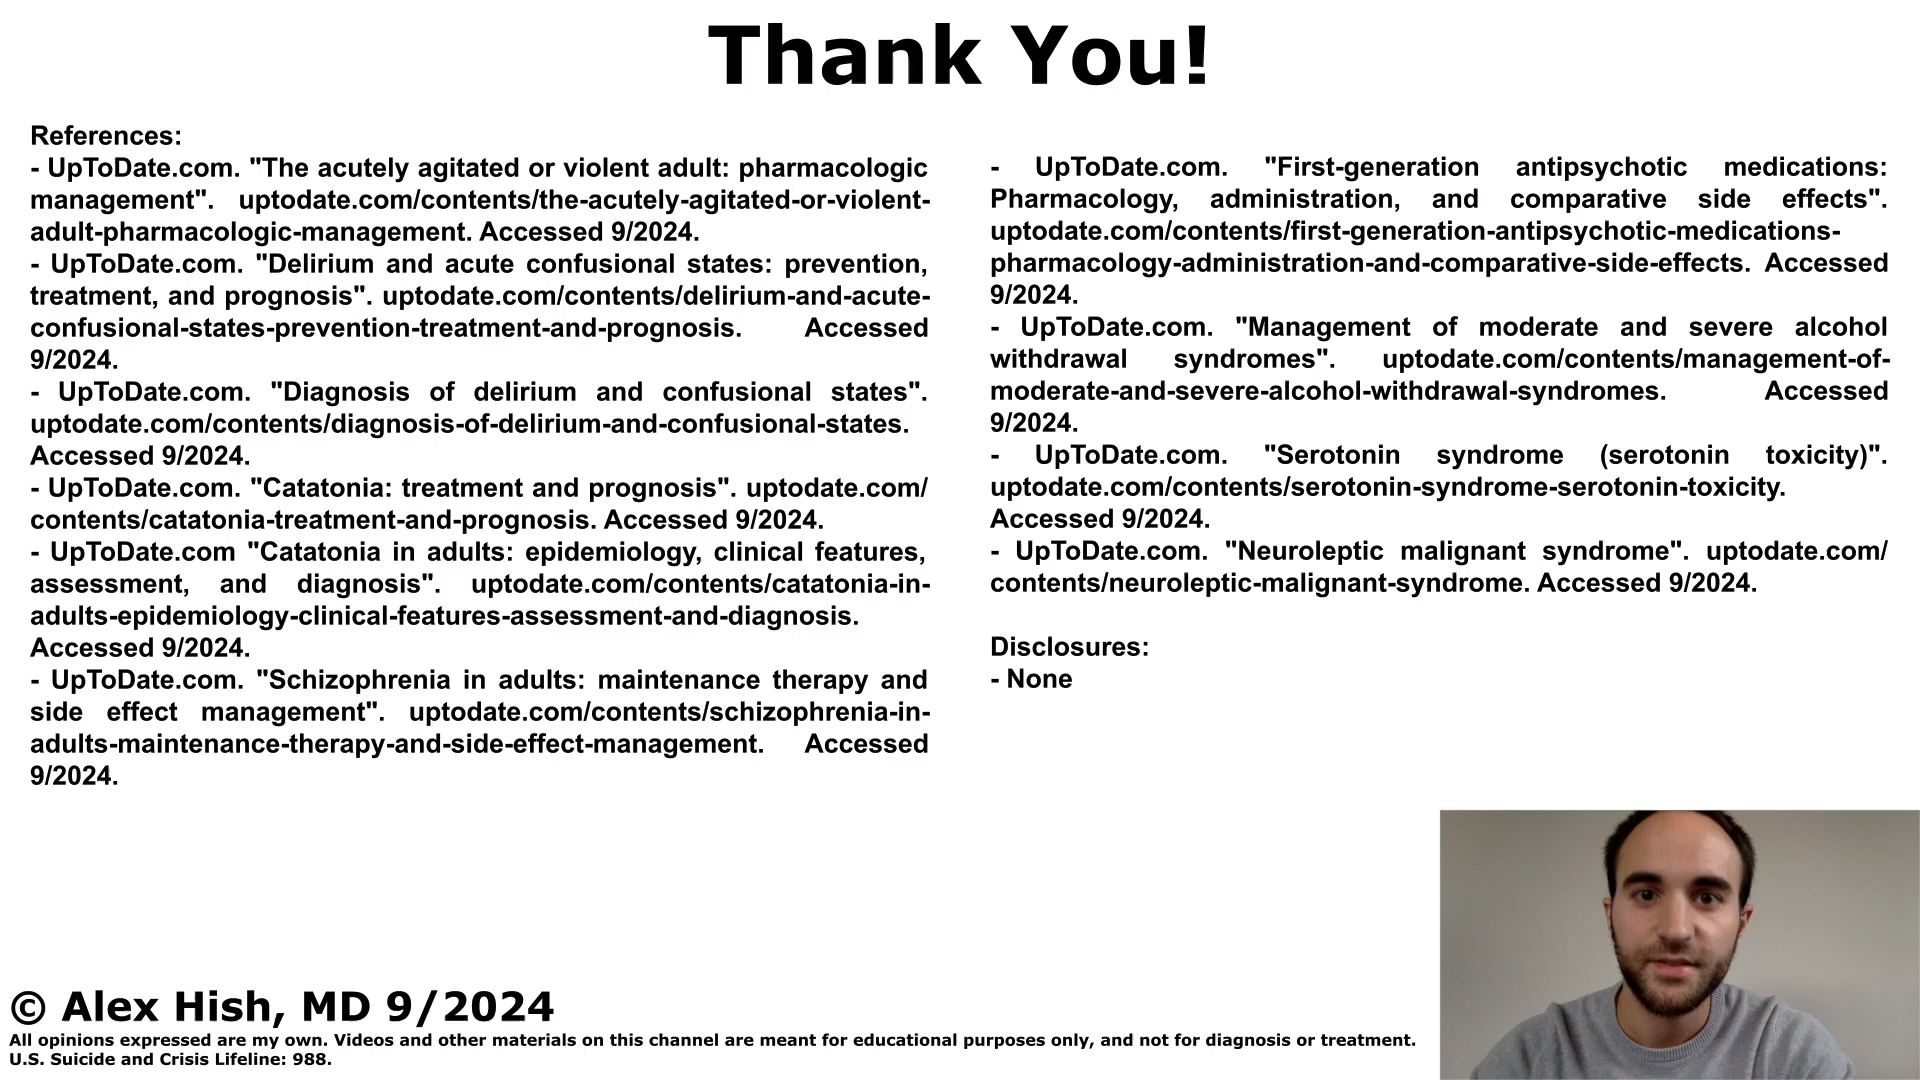 Thank You!
References:
- UpToDate.com. "The acutely agitated or violent adult: pharmacologic
management". uptodate.com/contents/the-acutely-agitated-or-violent-
adult-pharmacologic-management. Accessed 9/2024.
- UpToDate.com. "Delirium and acute confusional states: prevention,
treatment, and prognosis". uptodate.com/contents/delirium-and-acute-
confusional-states-prevention-treatment-and-prognosis. Accessed
9/2024.
- UpToDate.com. "Diagnosis of delirium and confusional states".
uptodate.com/contents/diagnosis-of-delirium-and-confusional-states.
Accessed 9/2024.
- UpToDate.com. "Catatonia: treatment and prognosis". uptodate.com/
contents/catatonia-treatment-and-prognosis. Accessed 9/2024.
- UpToDate.com "Catatonia in adults: epidemiology, clinical features,
assessment, and diagnosis". uptodate.com/contents/catatonia-in-
adults-epidemiology-clinical-features-assessment-and-diagnosis.
Accessed 9/2024.
- UpToDate.com. "Schizophrenia in adults: maintenance therapy and
side effect management". uptodate.com/contents/schizophrenia-in-
adults-maintenance-therapy-and-side-effect-management. Accessed
9/2024.
- UpToDate.com. "First-generation antipsychotic medications:
Pharmacology, administration, and comparative side effects".
uptodate.com/contents/first-generation-antipsychotic-medications-
pharmacology-administration-and-comparative-side-effects. Accessed
9/2024.
- UpToDate.com. "Management of moderate and severe alcohol
withdrawal syndromes". uptodate.com/contents/management-of-
moderate-and-severe-alcohol-withdrawal-syndromes. Accessed
9/2024.
- UpToDate.com. "Serotonin syndrome (serotonin toxicity)".
uptodate.com/contents/serotonin-syndrome-serotonin-toxicity.
Accessed 9/2024.
- UpToDate.com. "Neuroleptic malignant syndrome". uptodate.com/
contents/neuroleptic-malignant-syndrome. Accessed 9/2024.
Disclosures:
- None
© Alex Hish, MD 9/2024
All opinions expressed are my own. Videos and other materials on this channel are meant for educational purposes only, and not for diagnosis or treatment.
U.S. Suicide and Crisis Lifeline: 988.